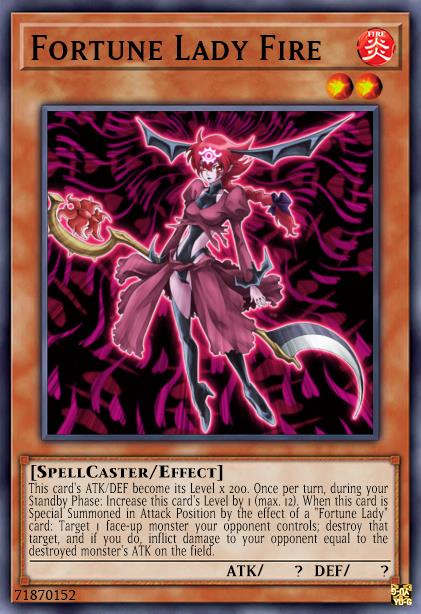 Fortune Lady Fire
FIRE
炎
[SpellCaster/Effect]
This card's ATK/DEF become its Level x 200. Once per turn, during your
Standby Phase: Increase this card's Level by 1 (max. 12). When this card is
Special Summoned in Attack Position by the effect of a "Fortune Lady"
card: Target 1 face-up monster your opponent controls; destroy that
target, and if you do, inflict damage to your opponent equal to the
destroyed monster's ATK on the field.
ATK/ ? DEF/ ?
71870152